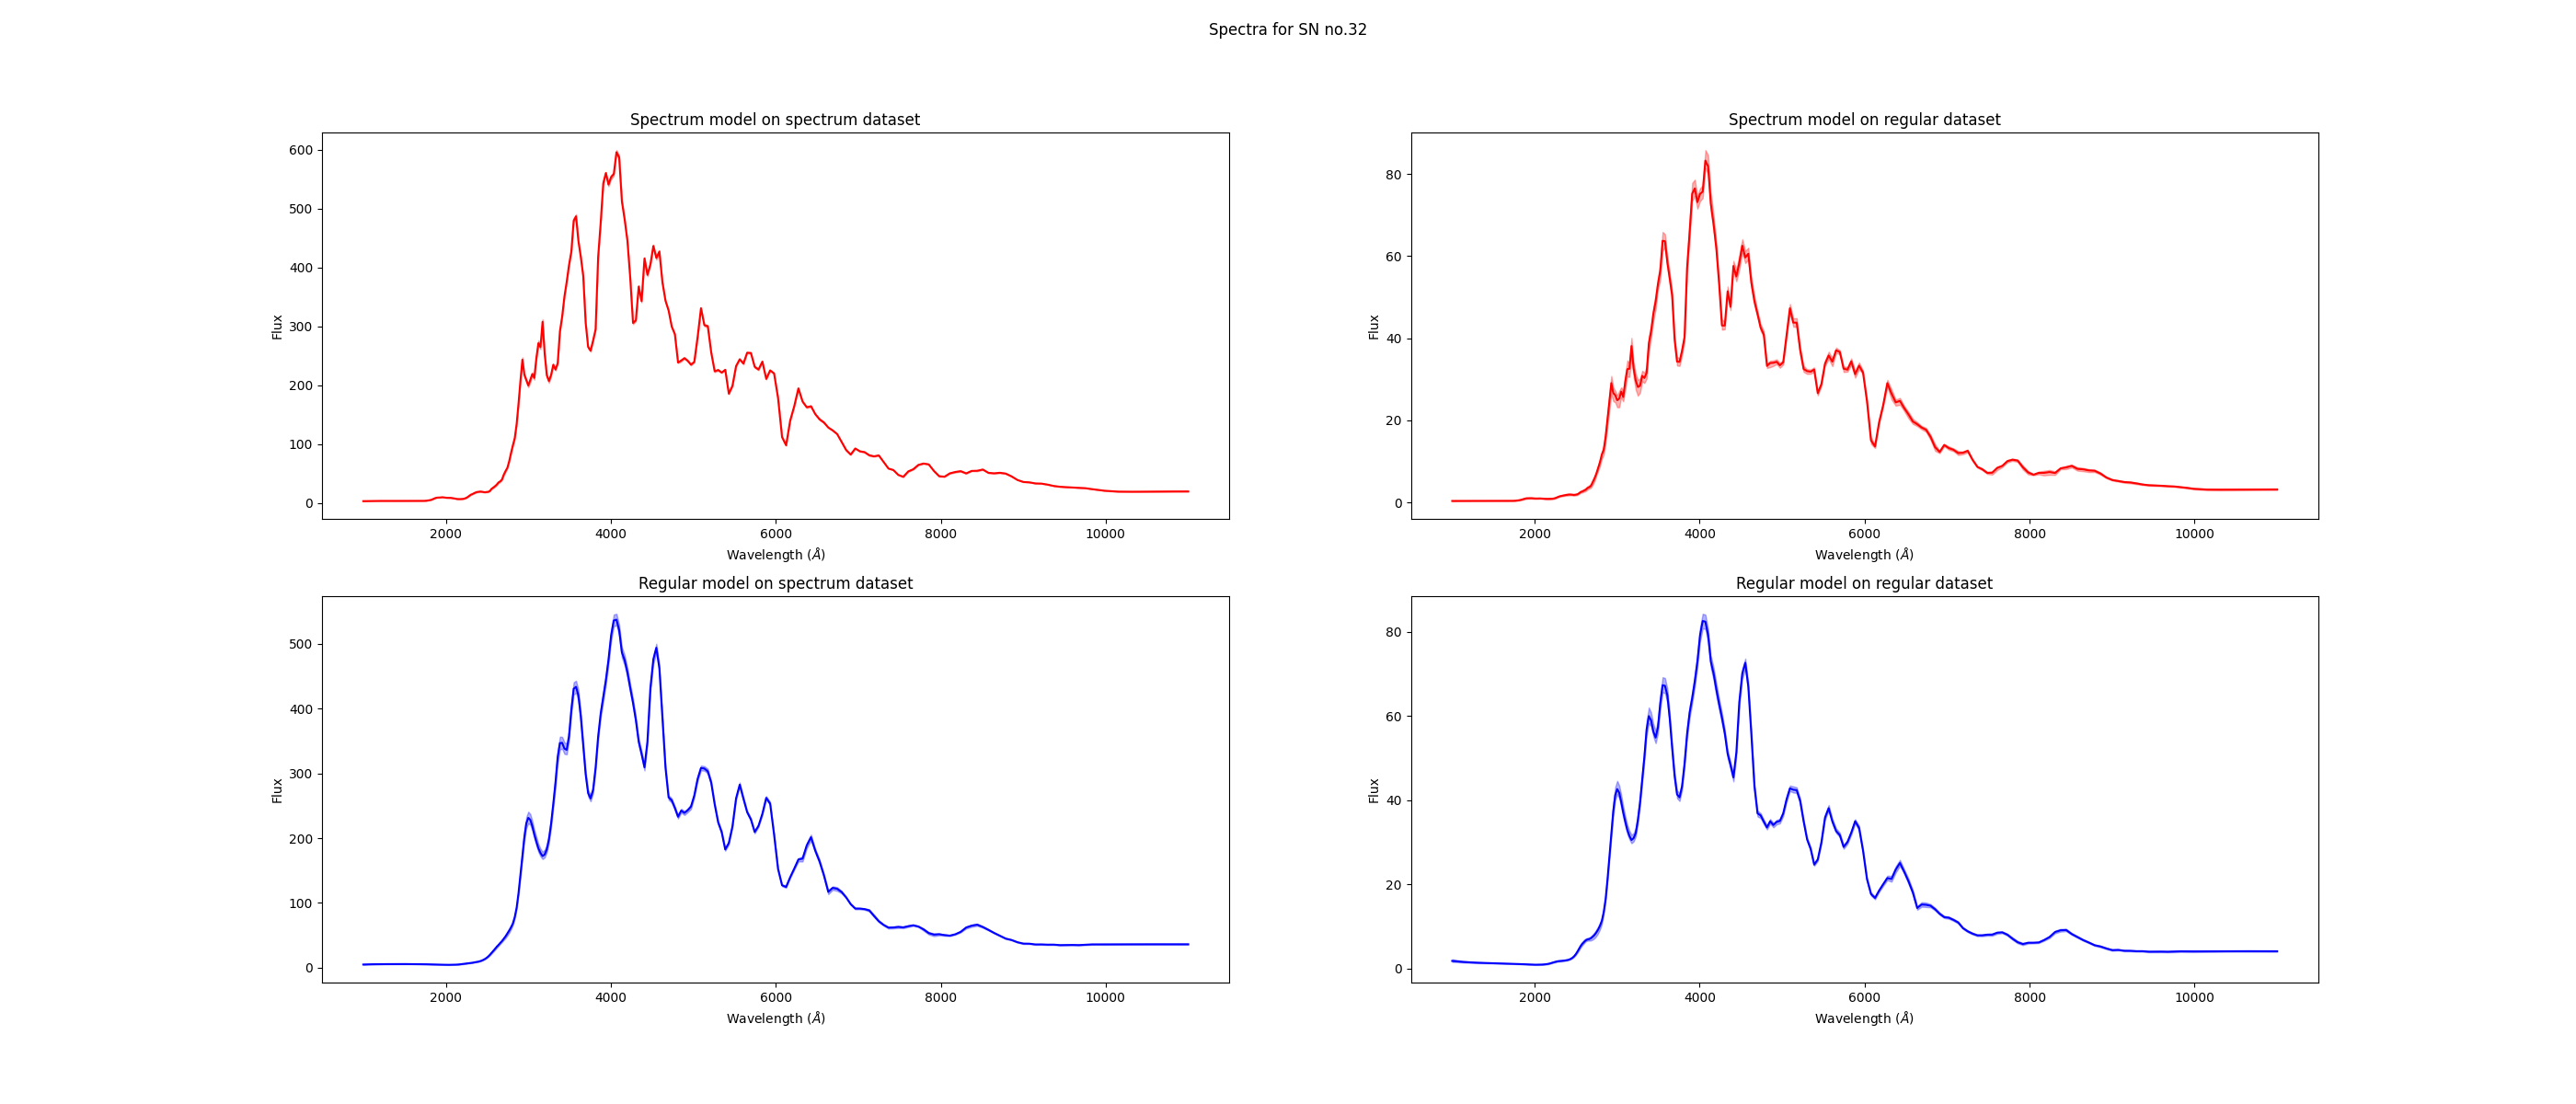 Spectra for SN no.32
Spectrum model on spectrum dataset
600
500
400
300
200
100
0
Flux
2000 4000 6000 8000 10000
Wavelength (Å)
Spectrum model on regular dataset
80
60
40
20
0
Flux
2000 4000 6000 8000 10000
Wavelength (Å)
Regular model on spectrum dataset
500
400
300
200
100
0
Flux
2000 4000 6000 8000 10000
Wavelength (Å)
Regular model on regular dataset
80
60
40
20
0
Flux
2000 4000 6000 8000 10000
Wavelength (Å)